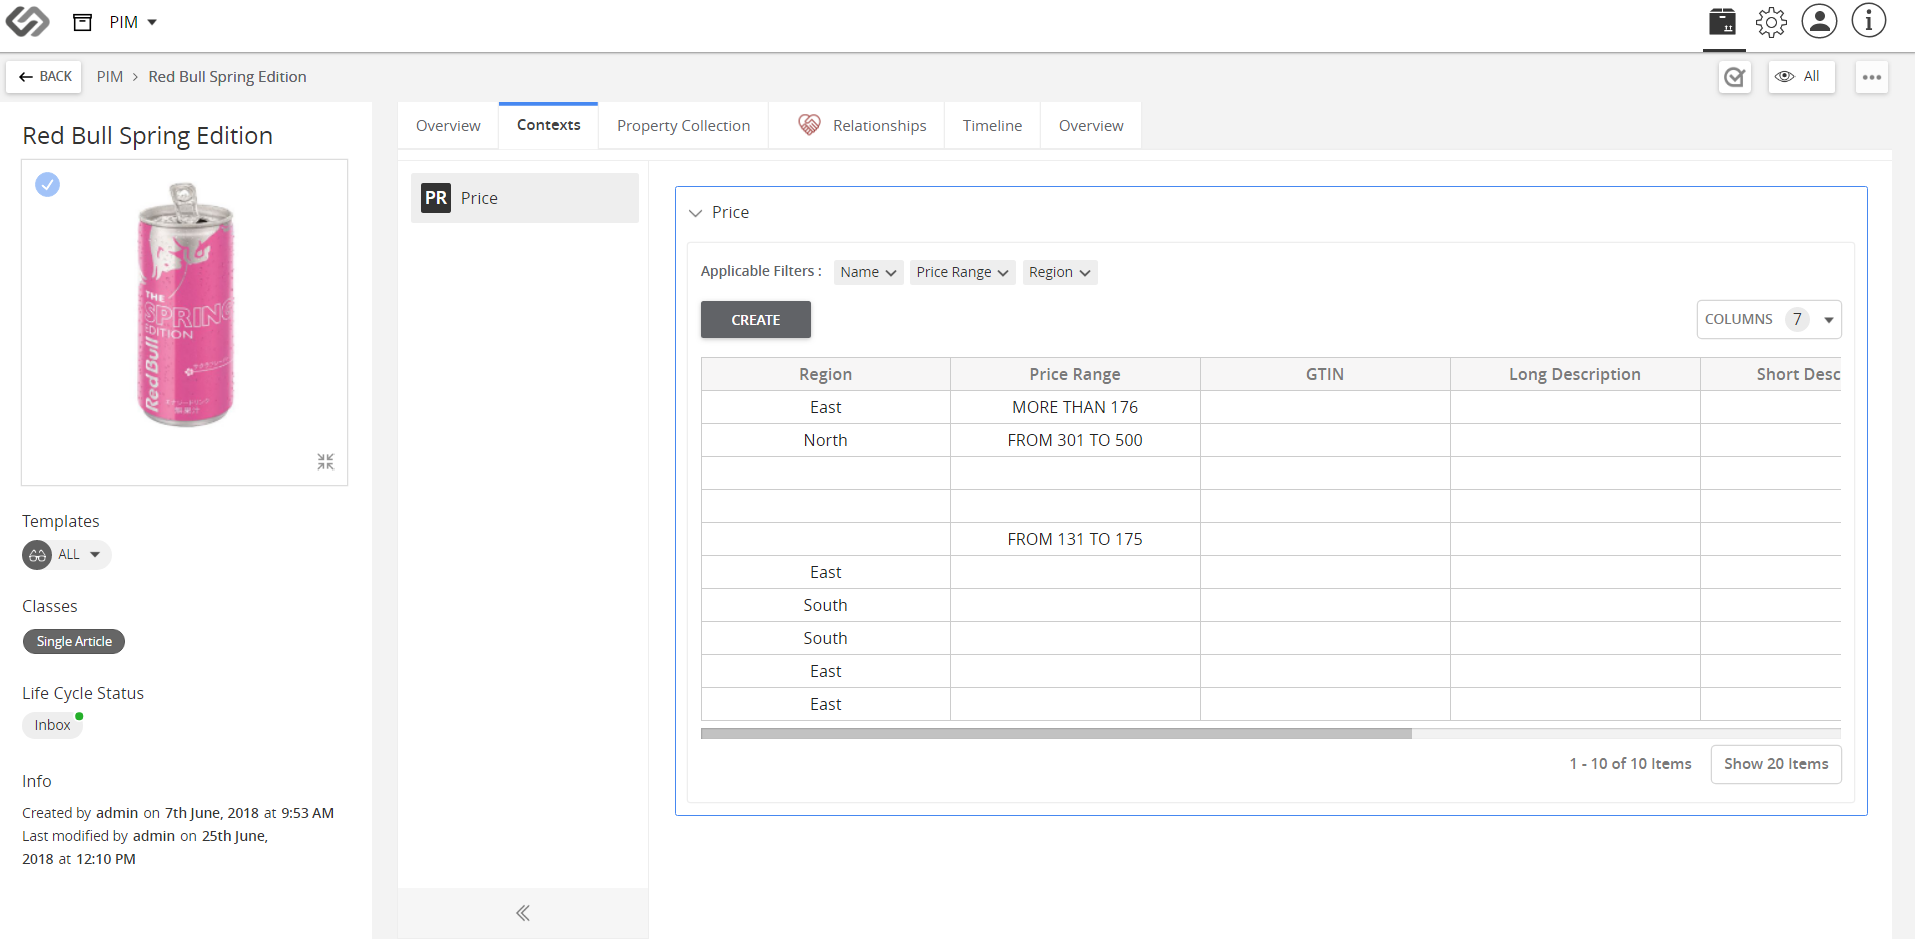 PIM
BACK
PIM > Red Bull Spring Edition
All
Red Bull Spring Edition
THE
SPRING
EDITION
Red Bull
Templates
ALL
Classes
Single Article
Life Cycle Status
Inbox
Info
Created by admin on 7th June, 2018 at 9:53 AM
Last modified by admin on 25th June,
2018 at 12:10 PM
Overview Contexts Property Collection Relationships Timeline Overview
PR Price
Price
Applicable Filters : Name Price Range Region
CREATE
COLUMNS 7
Region Price Range GTIN Long Description Short Desc
East MORE THAN 176
North FROM 301 TO 500
FROM 131 TO 175
East
South
South
East
East
1 - 10 of 10 Items Show 20 Items